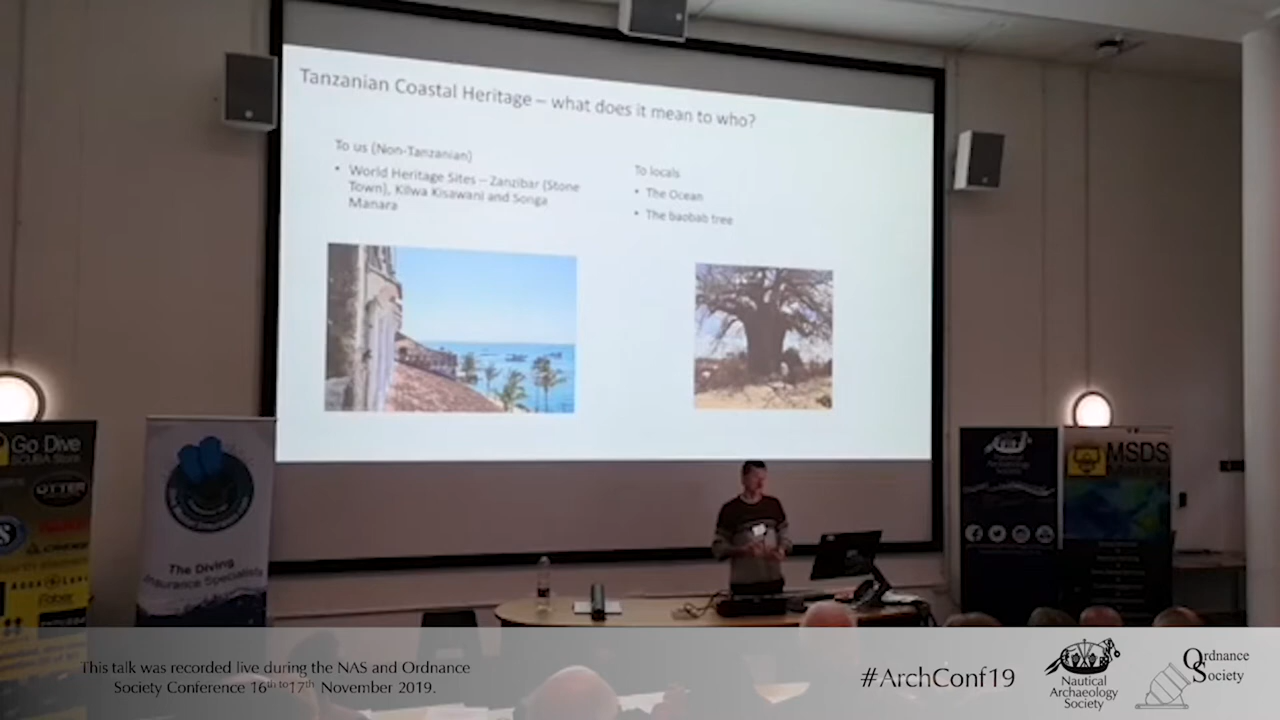 Tanzanian Coastal Heritage – what does it mean to who?
To us (Non-Tanzanian)
• World Heritage Sites – Zanzibar (Stone
Town), Kilwa Kisawani and Songa
Manara
To locals
• The Ocean
• The baobab tree
Go Dive
SCUBA Store
OTTER
The Diving
Insurance Specialists
Nautical
Archaeology
Society
MSDS
This talk was recorded live during the NAS and Ordnance
Society Conference 16th to 17th November 2019.
#ArchConf19
Nautical
Archaeology
Society
Ordnance
Society